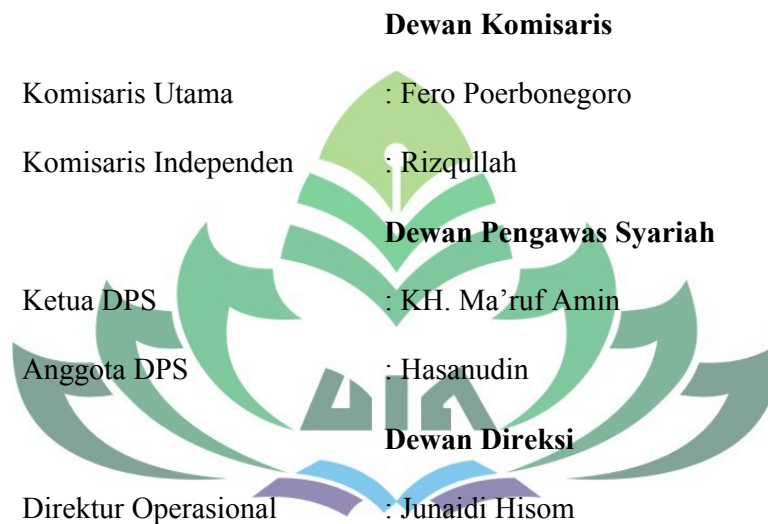 Dewan Komisaris
Komisaris Utama : Fero Poerbonegoro
Komisaris Independen : Rizqullah
Dewan Pengawas Syariah
Ketua DPS : KH. Ma’ruf Amin
Anggota DPS : Hasanudin
UIN
Dewan Direksi
Direktur Operasional : Junaidi Hisom